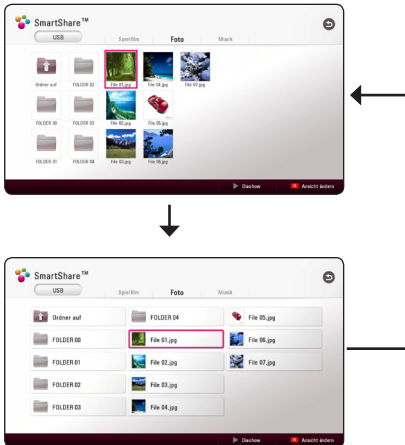 SmartShare™
USB
Spielfilm Foto Musik
Ordner auf FOLDER 02 File 01.jpg File 04.jpg File 07.jpg
FOLDER 00 FOLDER 03 File 02.jpg File 05.jpg
FOLDER 01 FOLDER 04 File 03.jpg File 06.jpg
Diashow Ansicht ändern
SmartShare™
USB
Spielfilm Foto Musik
Ordner auf FOLDER 04 File 05.jpg
FOLDER 00 File 01.jpg File 06.jpg
FOLDER 01 File 02.jpg File 07.jpg
FOLDER 02 File 03.jpg
FOLDER 03 File 04.jpg
Diashow Ansicht ändern